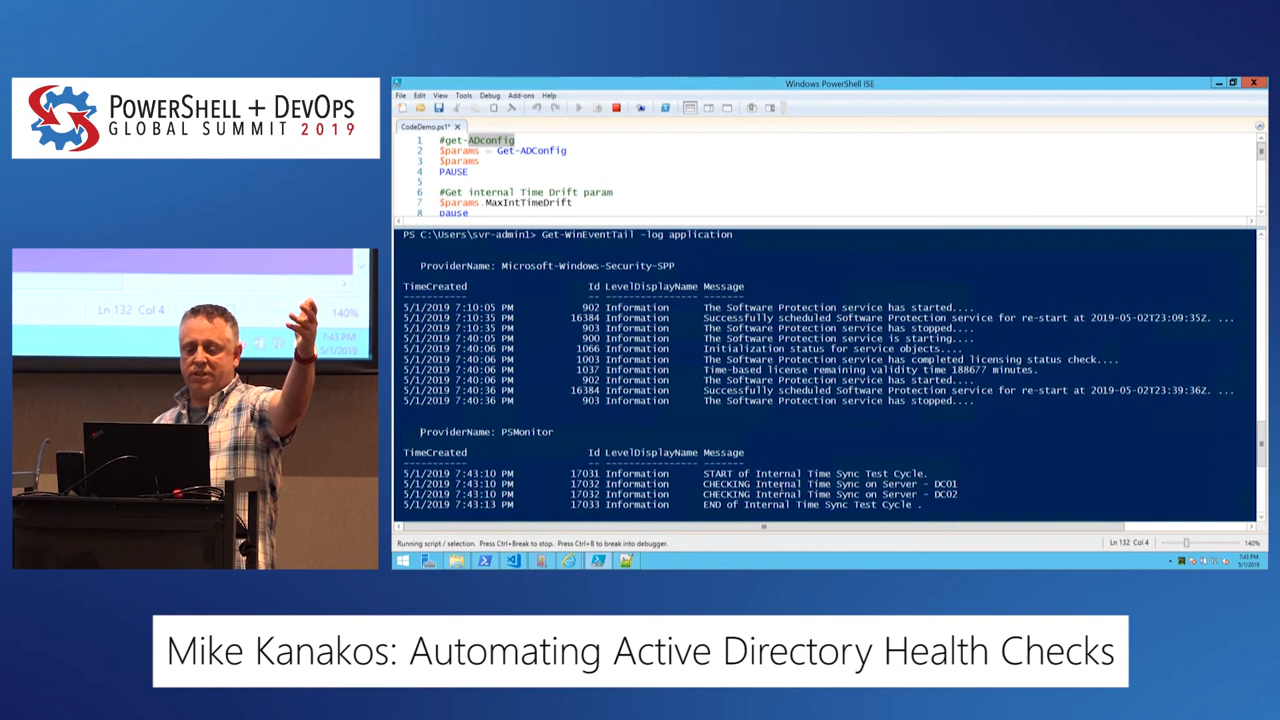 POWERSHELL + DEVOPS
GLOBAL SUMMIT 2019
Ln 132 Col 4
140%
7:43 PM
5/1/2019
Windows PowerShell ISE
File Edit View Tools Debug Add-ons Help
CodeDemo.ps1*
1 #get-ADconfig
2 $params = Get-ADConfig
3 $params
4 PAUSE
5
6 #Get internal Time Drift param
7 $params.MaxIntTimeDrift
8 pause
PS C:\Users\svr-admin1> Get-WinEventTail -log application
ProviderName: Microsoft-Windows-Security-SPP
TimeCreated Id LevelDisplayName Message
----------- -- ---------------- -------
5/1/2019 7:10:05 PM 902 Information The Software Protection service has started....
5/1/2019 7:10:35 PM 16384 Information Successfully scheduled Software Protection service for re-start at 2019-05-02T23:09:35Z. ...
5/1/2019 7:10:35 PM 903 Information The Software Protection service has stopped....
5/1/2019 7:40:05 PM 900 Information The Software Protection service is starting....
5/1/2019 7:40:06 PM 1066 Information Initialization status for service objects....
5/1/2019 7:40:06 PM 1003 Information The Software Protection service has completed licensing status check....
5/1/2019 7:40:06 PM 1037 Information Time-based license remaining validity time 188677 minutes.
5/1/2019 7:40:06 PM 902 Information The Software Protection service has started....
5/1/2019 7:40:36 PM 16384 Information Successfully scheduled Software Protection service for re-start at 2019-05-02T23:39:36Z. ...
5/1/2019 7:40:36 PM 903 Information The Software Protection service has stopped....
ProviderName: PSMonitor
TimeCreated Id LevelDisplayName Message
----------- -- ---------------- -------
5/1/2019 7:43:10 PM 17031 Information START of Internal Time Sync Test Cycle.
5/1/2019 7:43:10 PM 17032 Information CHECKING Internal Time Sync on Server - DC01
5/1/2019 7:43:10 PM 17032 Information CHECKING Internal Time Sync on Server - DC02
5/1/2019 7:43:13 PM 17033 Information END of Internal Time Sync Test Cycle .
Running script / selection. Press Ctrl+Break to stop. Press Ctrl+B to break into debugger.
Ln 132 Col 4
140%
7:43 PM
5/1/2019
Mike Kanakos: Automating Active Directory Health Checks